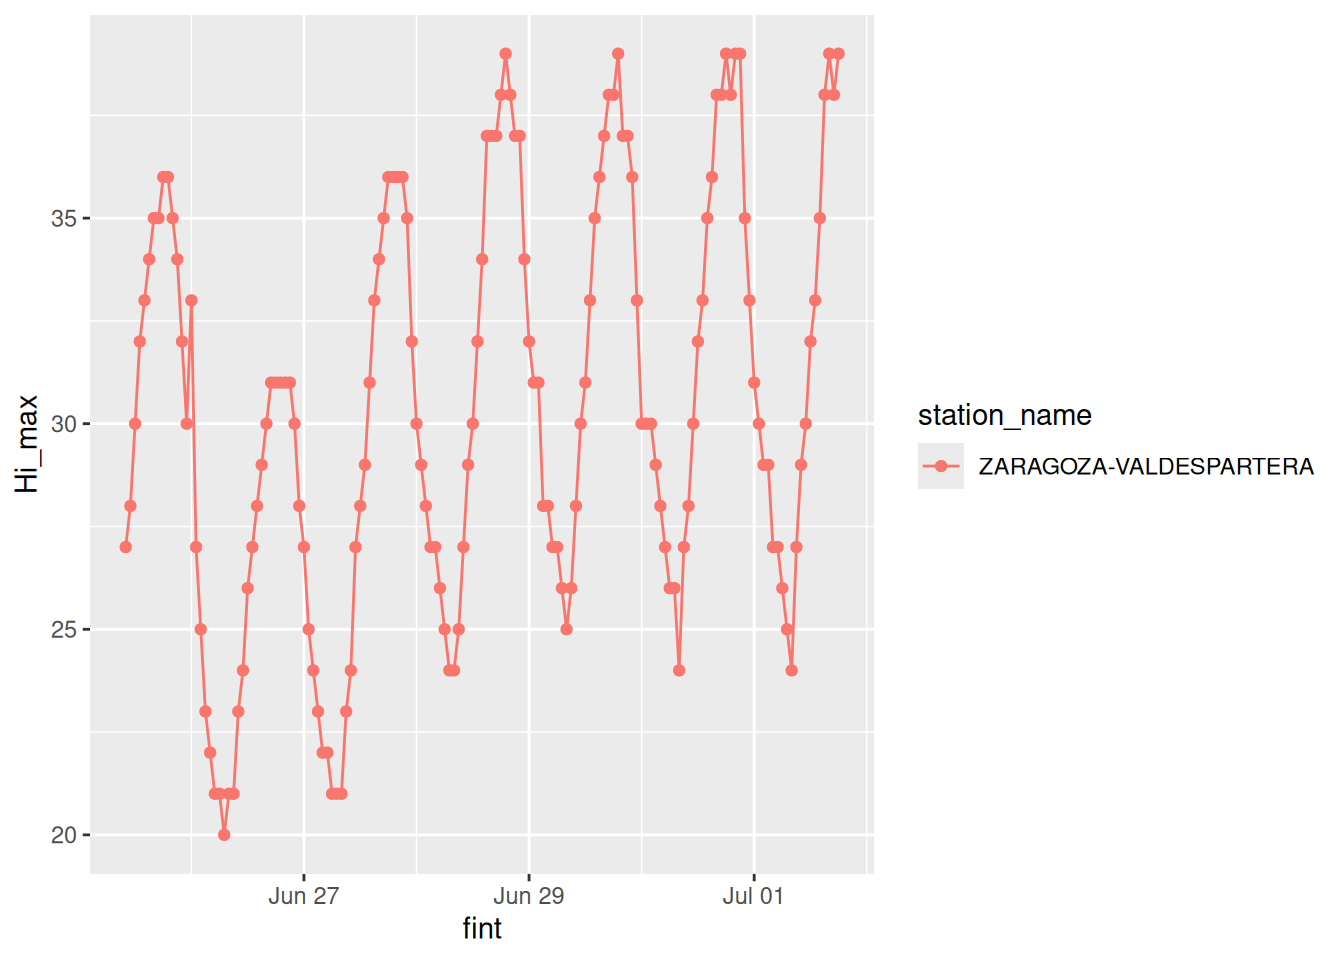 35
30
25
20
Hi_max
Jun 27
Jun 29
Jul 01
fint
station_name
ZARAGOZA-VALDESPARTERA